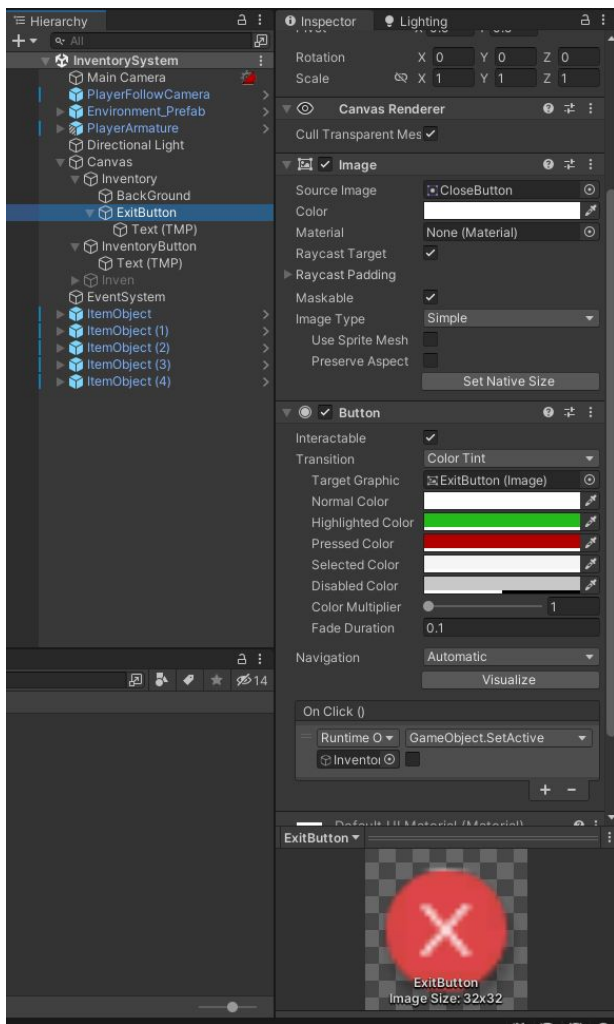 Hierarchy
All
InventorySystem
Main Camera
PlayerFollowCamera
Environment_Prefab
PlayerArmature
Directional Light
Canvas
Inventory
BackGround
ExitButton
Text (TMP)
InventoryButton
Text (TMP)
Inven
EventSystem
ItemObject
ItemObject (1)
ItemObject (2)
ItemObject (3)
ItemObject (4)
14
Inspector Lighting
Rotation X 0 Y 0 Z 0
Scale X 1 Y 1 Z 1
Canvas Renderer
Cull Transparent Mes
Image
Source Image CloseButton
Color
Material None (Material)
Raycast Target
Raycast Padding
Maskable
Image Type Simple
Use Sprite Mesh
Preserve Aspect
Set Native Size
Button
Interactable
Transition Color Tint
Target Graphic ExitButton (Image)
Normal Color
Highlighted Color
Pressed Color
Selected Color
Disabled Color
Color Multiplier 1
Fade Duration 0.1
Navigation Automatic
Visualize
On Click ()
Runtime O GameObject.SetActive
Inventor
+ −
Default UI Material (Material)
ExitButton
ExitButton
Image Size: 32x32